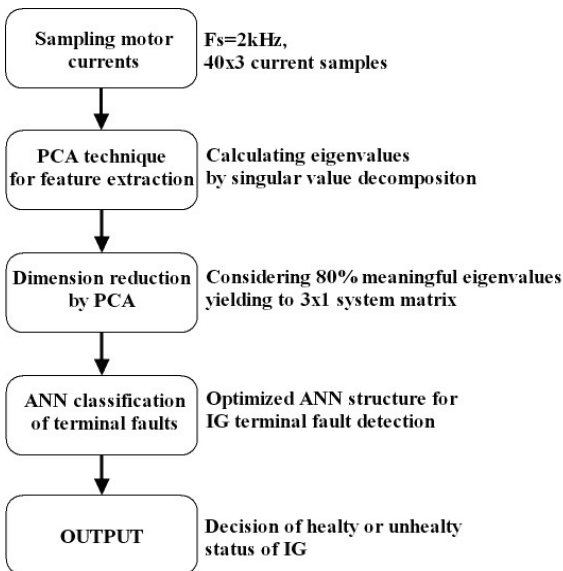 Sampling motor
currents
Fs=2kHz,
40x3 current samples
PCA technique
for feature extraction
Calculating eigenvalues
by singular value decompositon
Dimension reduction
by PCA
Considering 80% meaningful eigenvalues
yielding to 3x1 system matrix
ANN classification
of terminal faults
Optimized ANN structure for
IG terminal fault detection
OUTPUT
Decision of healty or unhealty
status of IG